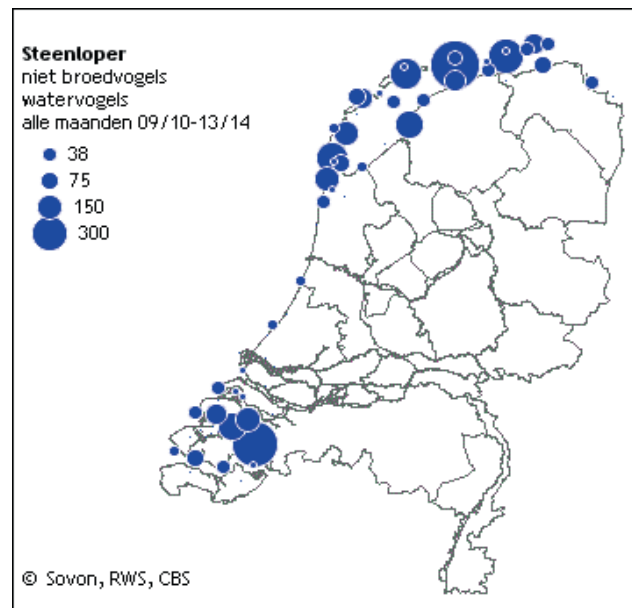 Steenloper
niet broedvogels
watervogels
alle maanden 09/10-13/14
38
75
150
300
© Sovon, RWS, CBS